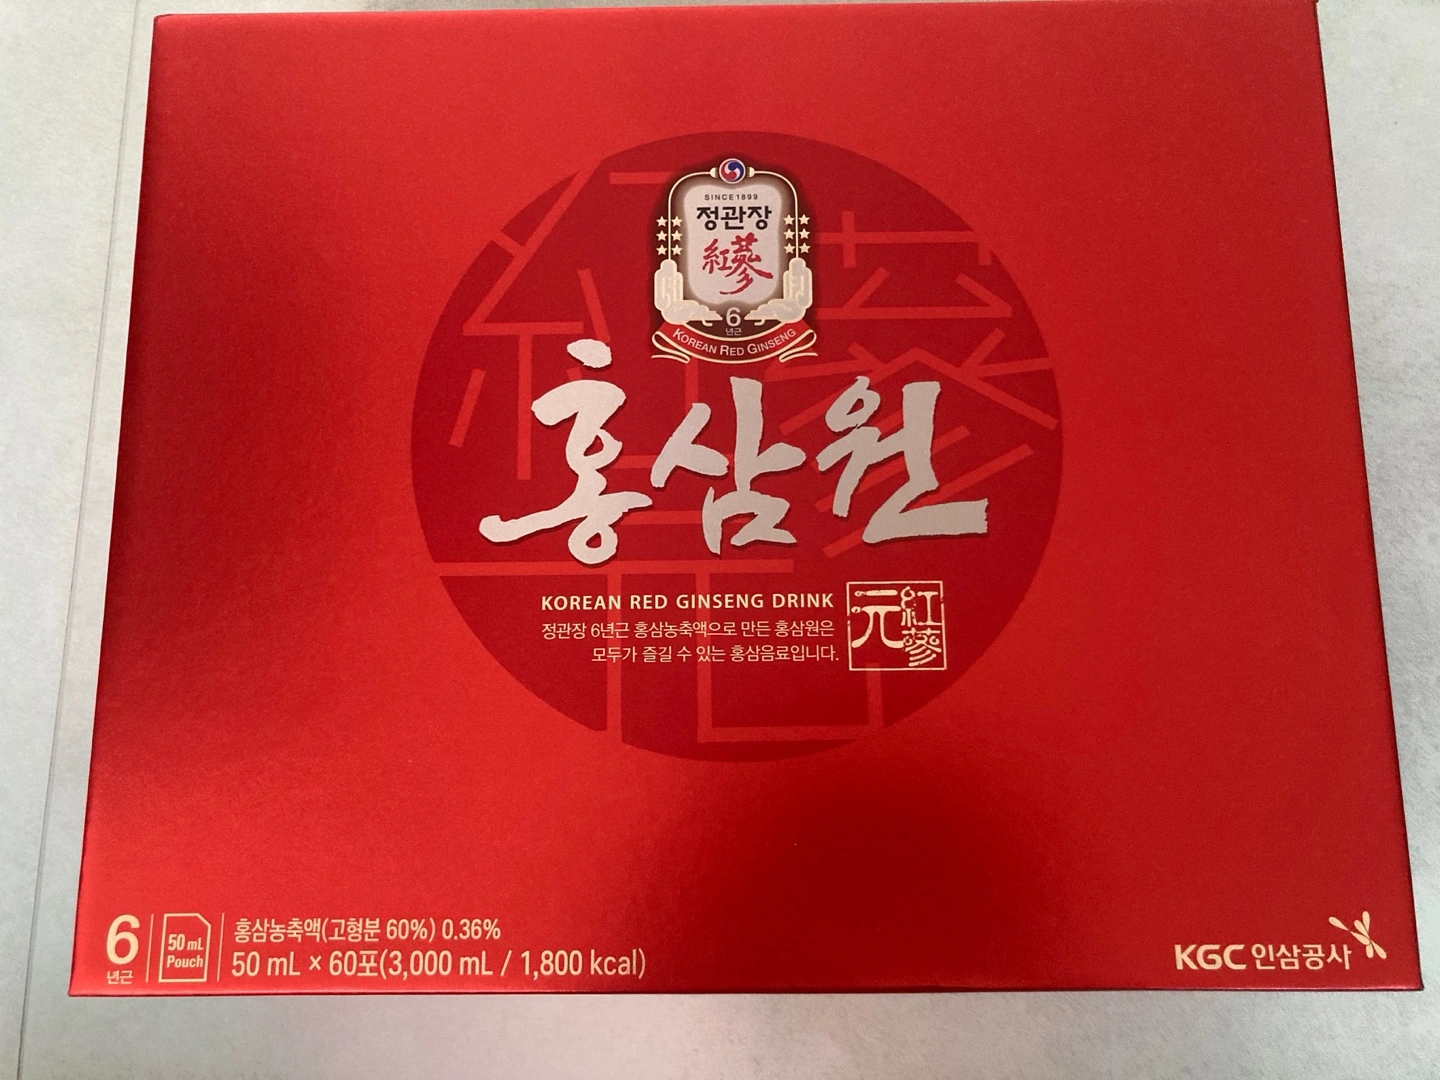 SINCE 1899
정관장
紅蔘
6
년근
KOREAN RED GINSENG
홍삼원
KOREAN RED GINSENG DRINK
정관장 6년근 홍삼농축액으로 만든 홍삼원은
모두가 즐길 수 있는 홍삼음료입니다.
紅蔘
元
6
년근
50 mL
Pouch
홍삼농축액(고형분 60%) 0.36%
50 mL × 60포(3,000 mL / 1,800 kcal)
KGC 인삼공사